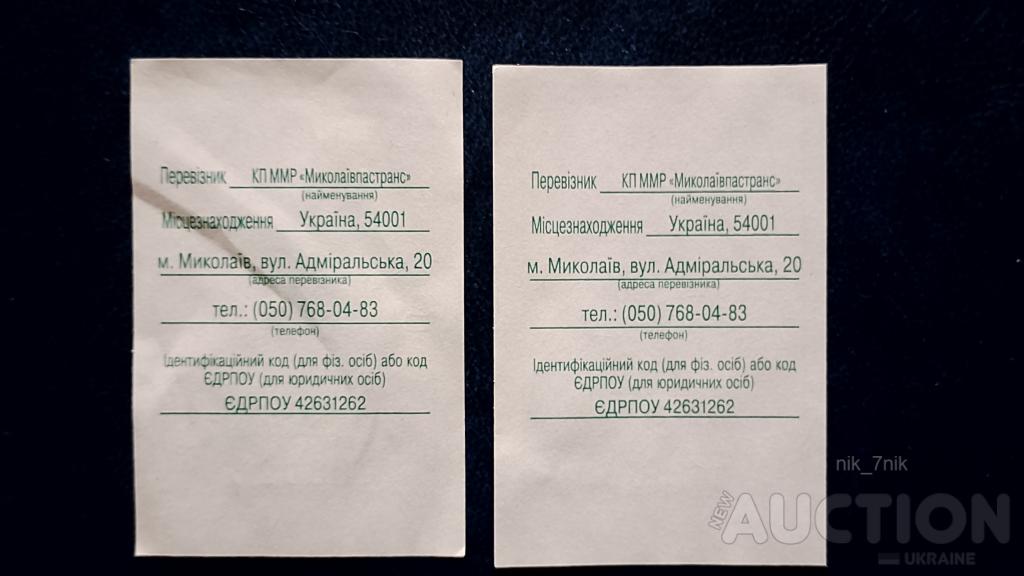 Перевізник КП ММР «Миколаївпастранс»
(найменування)
Місцезнаходження Україна, 54001
м. Миколаїв, вул. Адміральська, 20
(адреса перевізника)
тел.: (050) 768-04-83
(телефон)
Ідентифікаційний код (для фіз. осіб) або код
ЄДРПОУ (для юридичних осіб)
ЄДРПОУ 42631262
Перевізник КП ММР «Миколаївпастранс»
(найменування)
Місцезнаходження Україна, 54001
м. Миколаїв, вул. Адміральська, 20
(адреса перевізника)
тел.: (050) 768-04-83
(телефон)
Ідентифікаційний код (для фіз. осіб) або код
ЄДРПОУ (для юридичних осіб)
ЄДРПОУ 42631262
nik_7nik
NEW AUCTION
UKRAINE